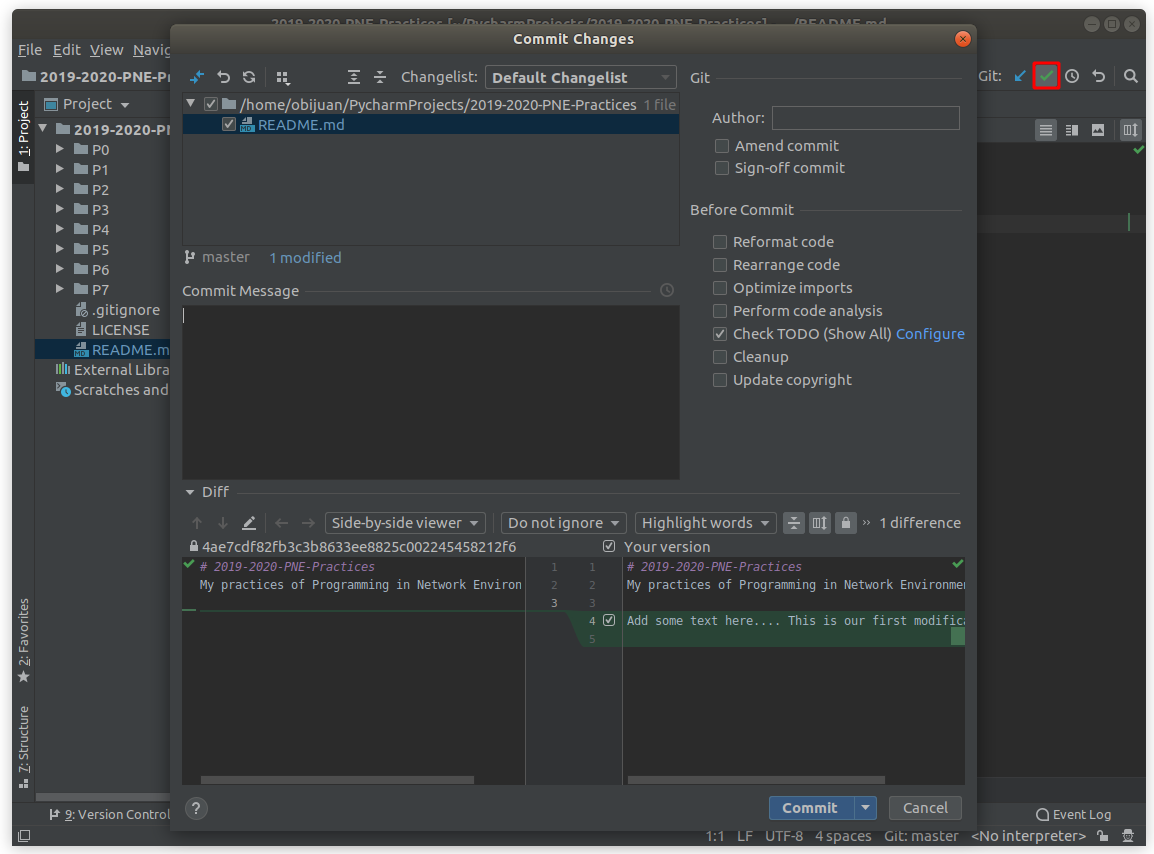 2019-2020-PNE-Practices [~/PycharmProjects/2019-2020-PNE-Practices] - .../README.md
Commit Changes
File Edit View Navig
2019-2020-PNE-Pr
Git:
Project
1: Project
2019-2020-PN
P0
P1
P2
P3
P4
P5
P6
P7
.gitignore
LICENSE
README.m
External Libra
Scratches and
2: Favorites
7: Structure
Changelist: Default Changelist
/home/obijuan/PycharmProjects/2019-2020-PNE-Practices 1 file
README.md
master 1 modified
Commit Message
Git
Author:
Amend commit
Sign-off commit
Before Commit
Reformat code
Rearrange code
Optimize imports
Perform code analysis
Check TODO (Show All) Configure
Cleanup
Update copyright
Diff
Side-by-side viewer Do not ignore Highlight words 1 difference
4ae7cdf82fb3c3b8633ee8825c002245458212f6 Your version
# 2019-2020-PNE-Practices 1 1 # 2019-2020-PNE-Practices
My practices of Programming in Network Environ 2 2 My practices of Programming in Network Environme
3 3
4 Add some text here.... This is our first modifica
5
? Commit Cancel
9: Version Control Event Log
1:1 LF UTF-8 4 spaces Git: master <No interpreter>